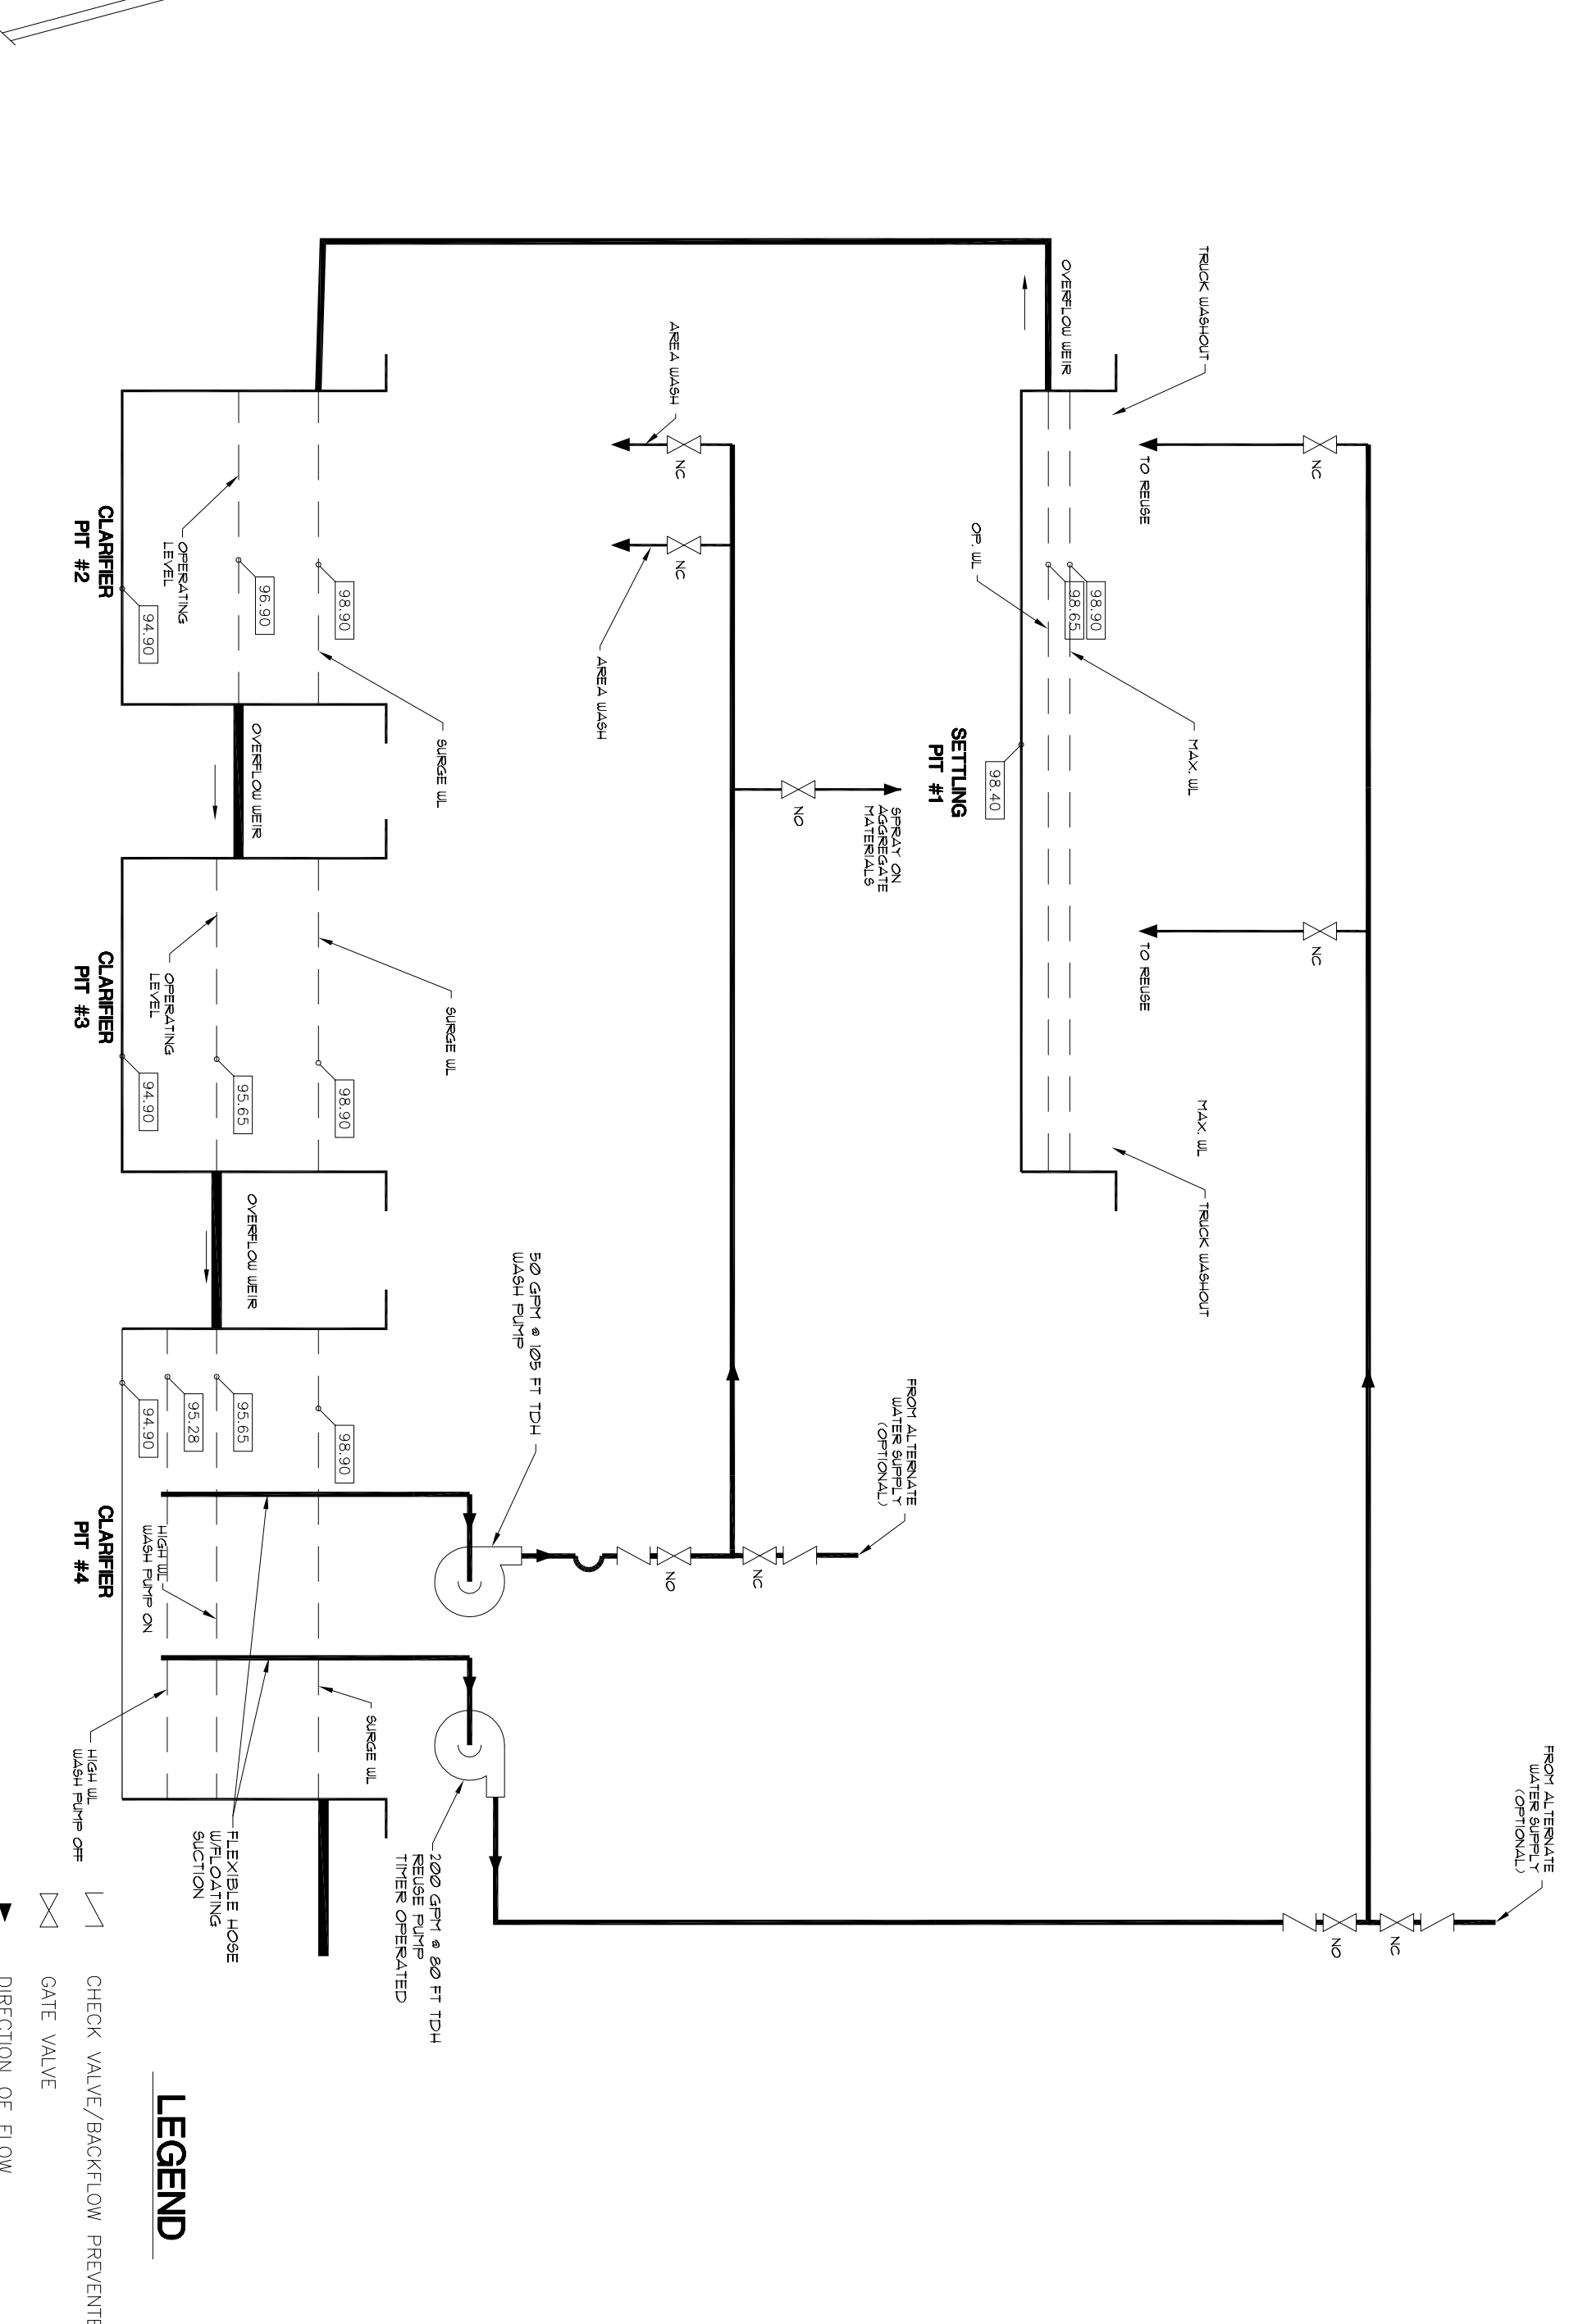 FROM ALTERNATE
WATER SUPPLY
(OPTIONAL)
NO
NC
NC
TO REUSE
NC
TO REUSE
TRUCK WASHOUT
MAX. WL
MAX. WL
TRUCK WASHOUT
OVERFLOW WEIR
98.90
98.65
OP. WL
98.40
SETTLING
PIT #1
FROM ALTERNATE
WATER SUPPLY
(OPTIONAL)
SPRAY ON
AGGREGATE
MATERIALS
NO
NC
NO
AREA WASH
NC
NC
AREA WASH
50 GPM @ 105 FT TDH
WASH PUMP
200 GPM @ 80 FT TDH
REUSE PUMP
TIMER OPERATED
SURGE WL
98.90
96.90
OPERATING
LEVEL
94.90
CLARIFIER
PIT #2
OVERFLOW WEIR
SURGE WL
98.90
95.65
OPERATING
LEVEL
94.90
CLARIFIER
PIT #3
OVERFLOW WEIR
SURGE WL
98.90
95.65
95.28
94.90
HIGH WL
WASH PUMP ON
CLARIFIER
PIT #4
HIGH WL
WASH PUMP OFF
FLEXIBLE HOSE
W/FLOATING
SUCTION
LEGEND
CHECK VALVE/BACKFLOW PREVENTE
GATE VALVE
DIRECTION OF FLOW